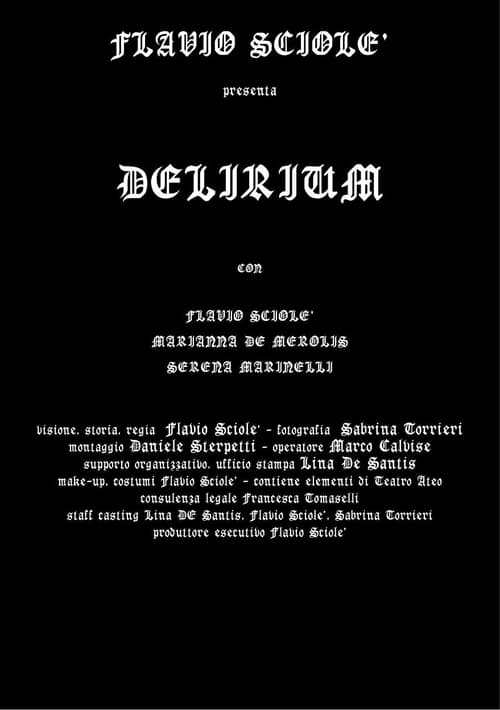 FLAVIO SCIOLE'
presenta
DELIRIUM
CON
FLAVIO SCIOLE'
MARIANNA DE MEROLIS
SERENA MARINELLI
visione, storia, regia Flavio Sciole' - fotografia Sabrina Torrieri
montaggio Daniele Sterpetti - operatore Marco Calvise
supporto organizzativo, ufficio stampa Lina De Santis
make-up, costumi Flavio Sciole' - contiene elementi di Teatro Ateo
consulenza legale Francesca Tomaselli
staff casting Lina DE Santis, Flavio Sciole', Sabrina Torrieri
produttore esecutivo Flavio Sciole'